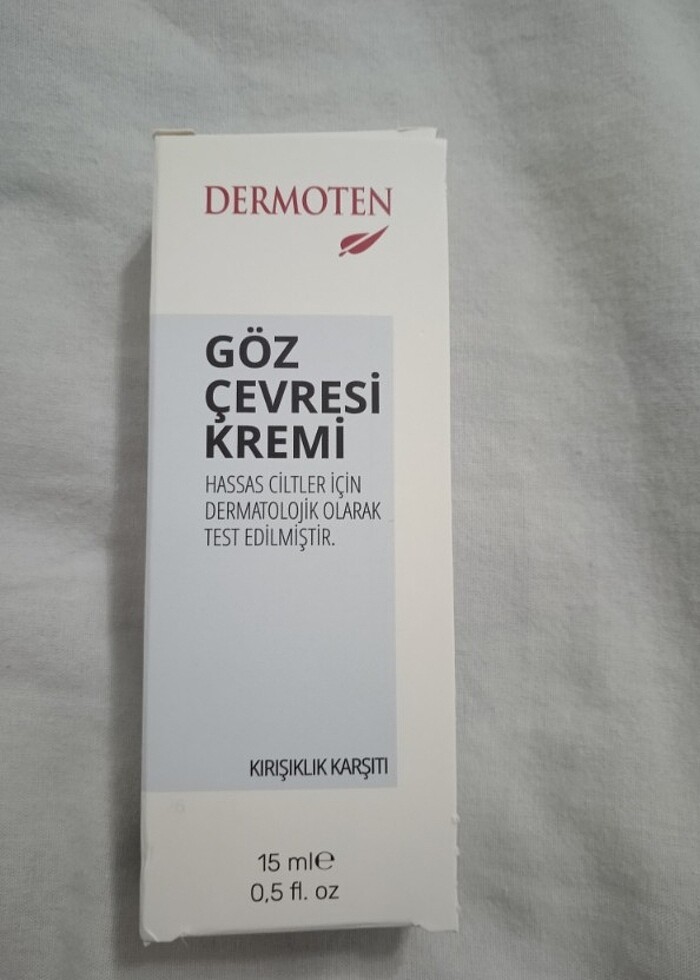 DERMOTEN
GÖZ
ÇEVRESİ
KREMİ
HASSAS CİLTLER İÇİN
DERMATOLOJİK OLARAK
TEST EDİLMİŞTİR.
KIRIŞIKLIK KARŞITI
15 ml℮
0,5 fl. oz